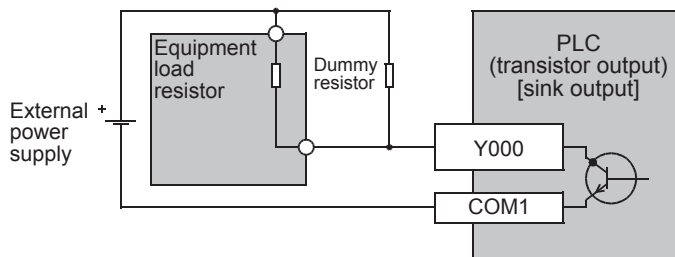 Equipment
load
resistor
Dummy
resistor
PLC
(transistor output)
[sink output]
External
power
supply
+
Y000
COM1